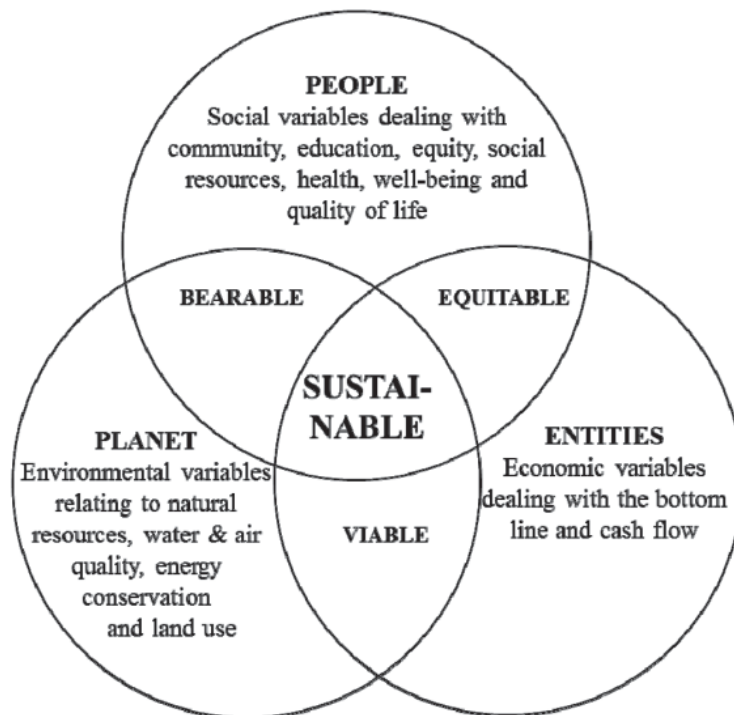 PEOPLE
Social variables dealing with
community, education, equity, social
resources, health, well-being and
quality of life
BEARABLE
EQUITABLE
SUSTAI-
NABLE
PLANET
Environmental variables
relating to natural
resources, water & air
quality, energy
conservation
and land use
ENTITIES
Economic variables
dealing with the bottom
line and cash flow
VIABLE